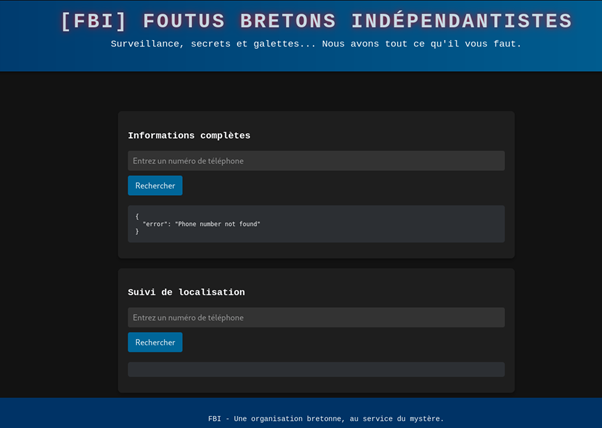 [FBI] FOUTUS BRETONS INDÉPENDANTISTES
Surveillance, secrets et galettes... Nous avons tout ce qu'il vous faut.
Informations complètes
Entrez un numéro de téléphone
Rechercher
{
"error": "Phone number not found"
}
Suivi de localisation
Entrez un numéro de téléphone
Rechercher
FBI - Une organisation bretonne, au service du mystère.